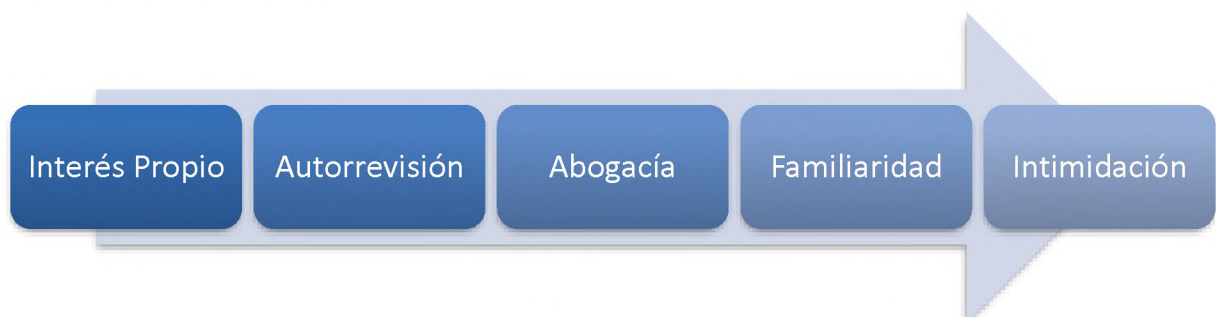 Interés Propio
Autorrevisión
Abogacía
Familiaridad
Intimidación